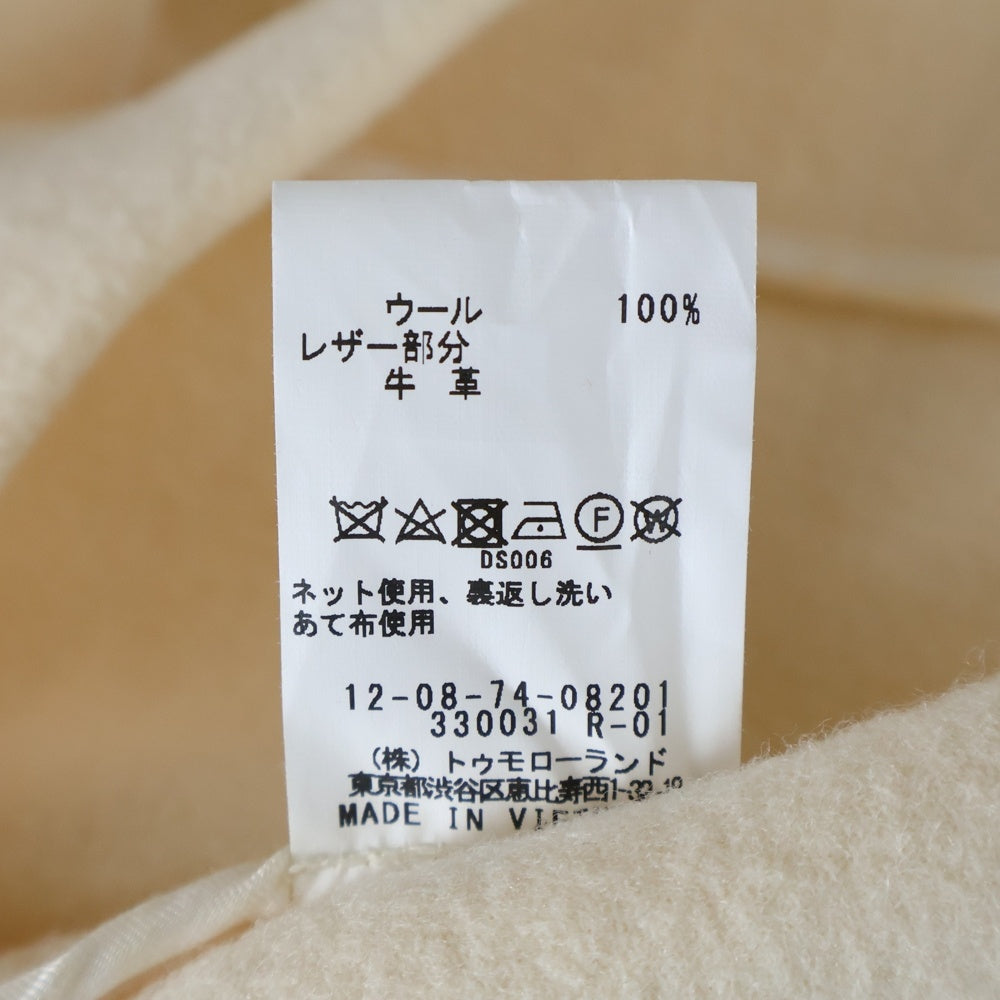 ウール 100%
レザー部分
牛 革
F W
DS006
ネット使用、裏返し洗い
あて布使用
12-08-74-08201
330031 R-01
(株) トゥモローランド
東京都渋谷区恵比寿西1-32-18
MADE IN